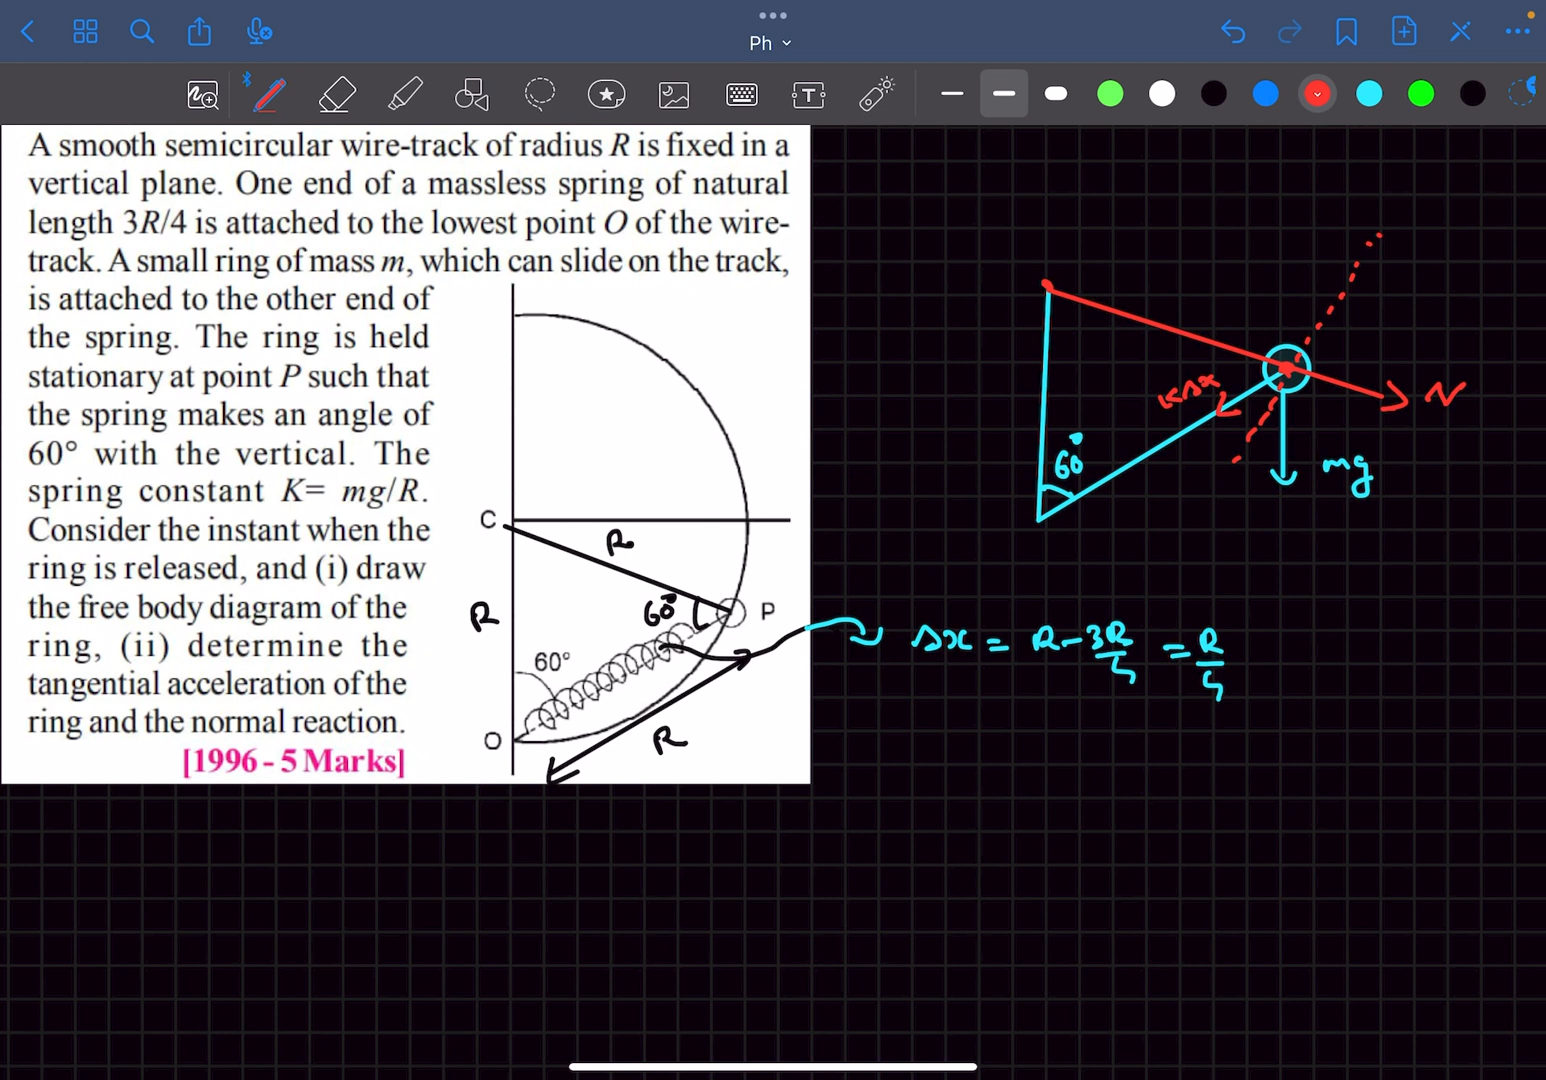 Ph
A smooth semicircular wire-track of radius R is fixed in a
vertical plane. One end of a massless spring of natural
length 3R/4 is attached to the lowest point O of the wire-
track. A small ring of mass m, which can slide on the track,
is attached to the other end of
the spring. The ring is held
stationary at point P such that
the spring makes an angle of
60° with the vertical. The
spring constant K= mg/R.
Consider the instant when the
ring is released, and (i) draw
the free body diagram of the
ring, (ii) determine the
tangential acceleration of the
ring and the normal reaction.
[1996 - 5 Marks]
C
R
R
60°
P
60°
O
R
KΔx
N
60°
mg
Δx = R - 3R/4 = R/4